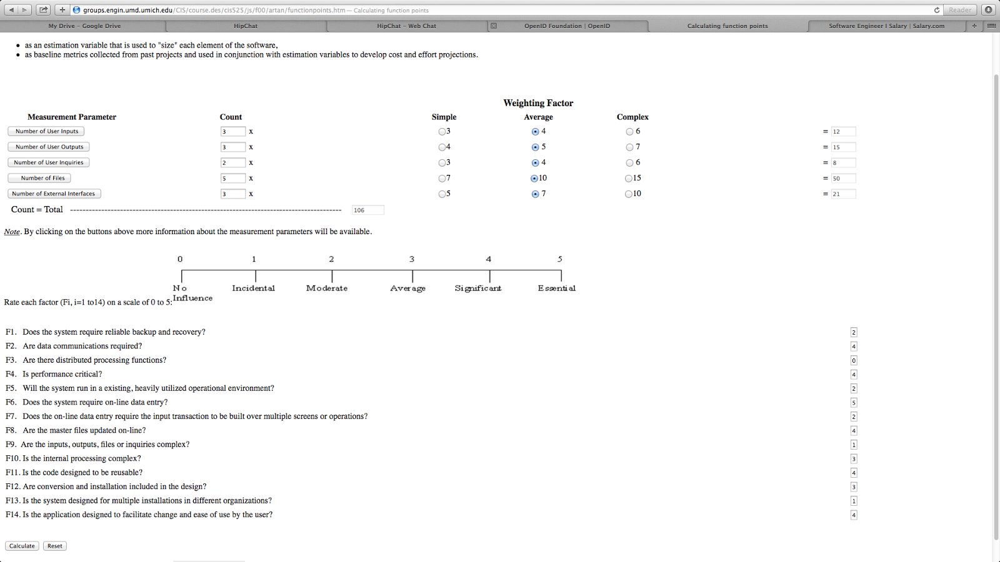 groups.engin.umd.umich.edu/CIS/course.des/cis525/js/f00/artan/functionpoints.htm — Calculating function points
Reader
My Drive – Google Drive
HipChat
HipChat – Web Chat
OpenID Foundation | OpenID
Calculating function points
Software Engineer I Salary | Salary.com
• as an estimation variable that is used to "size" each element of the software,
• as baseline metrics collected from past projects and used in conjunction with estimation variables to develop cost and effort projections.
Weighting Factor
Measurement Parameter Count Simple Average Complex
Number of User Inputs 3 x 3 4 6 = 12
Number of User Outputs 3 x 4 5 7 = 15
Number of User Inquiries 2 x 3 4 6 = 8
Number of Files 5 x 7 10 15 = 50
Number of External Interfaces 3 x 5 7 10 = 21
Count = Total ---------------------------------------------------------------------------------------- 106
Note. By clicking on the buttons above more information about the measurement parameters will be available.
0 1 2 3 4 5
No Influence Incidental Moderate Average Significant Essential
Rate each factor (Fi, i=1 to14) on a scale of 0 to 5:
F1. Does the system require reliable backup and recovery? 2
F2. Are data communications required? 4
F3. Are there distributed processing functions? 0
F4. Is performance critical? 4
F5. Will the system run in a existing, heavily utilized operational environment? 2
F6. Does the system require on-line data entry? 5
F7. Does the on-line data entry require the input transaction to be built over multiple screens or operations? 2
F8. Are the master files updated on-line? 4
F9. Are the inputs, outputs, files or inquiries complex? 1
F10. Is the internal processing complex? 3
F11. Is the code designed to be reusable? 4
F12. Are conversion and installation included in the design? 3
F13. Is the system designed for multiple installations in different organizations? 1
F14. Is the application designed to facilitate change and ease of use by the user? 4
Calculate Reset